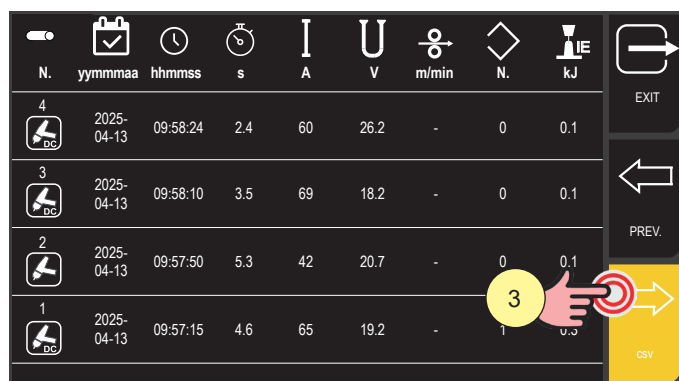 IE
N. yymmmaa hhmmss s A V m/min N. kJ
EXIT
4
DC
2025-
04-13
09:58:24 2.4 60 26.2 - 0 0.1
3
DC
2025-
04-13
09:58:10 3.5 69 18.2 - 0 0.1
PREV.
2
2025-
04-13
09:57:50 5.3 42 20.7 - 0 0.1
3
1
DC
2025-
04-13
09:57:15 4.6 65 19.2 - 1 0.3
CSV